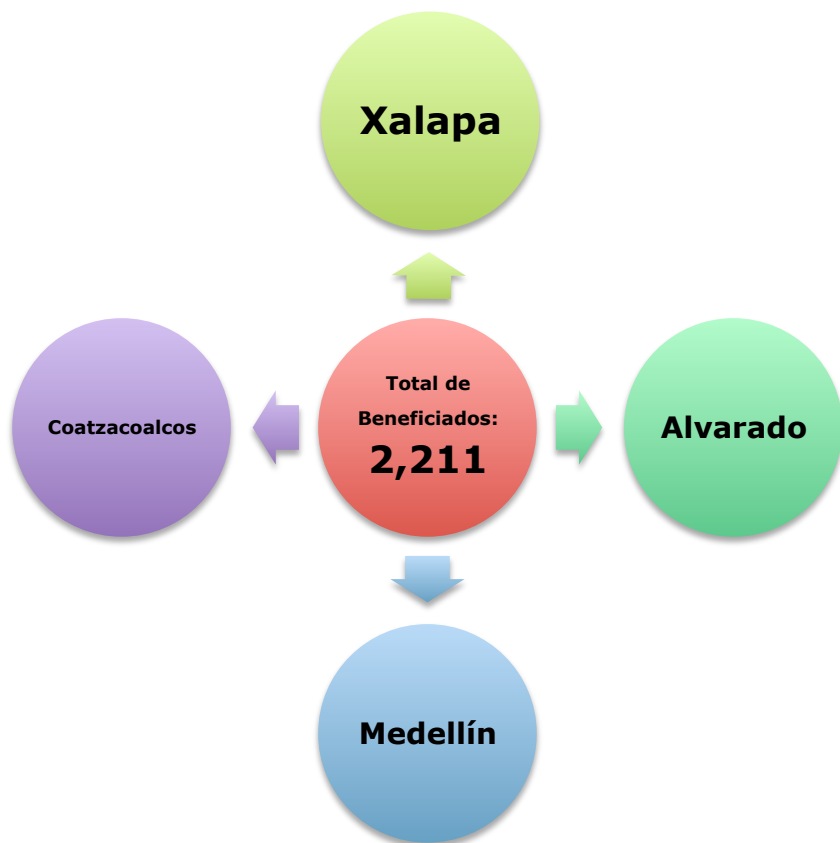 Xalapa
Coatzacoalcos
Total de
Beneficiados:
2,211
Alvarado
Medellín